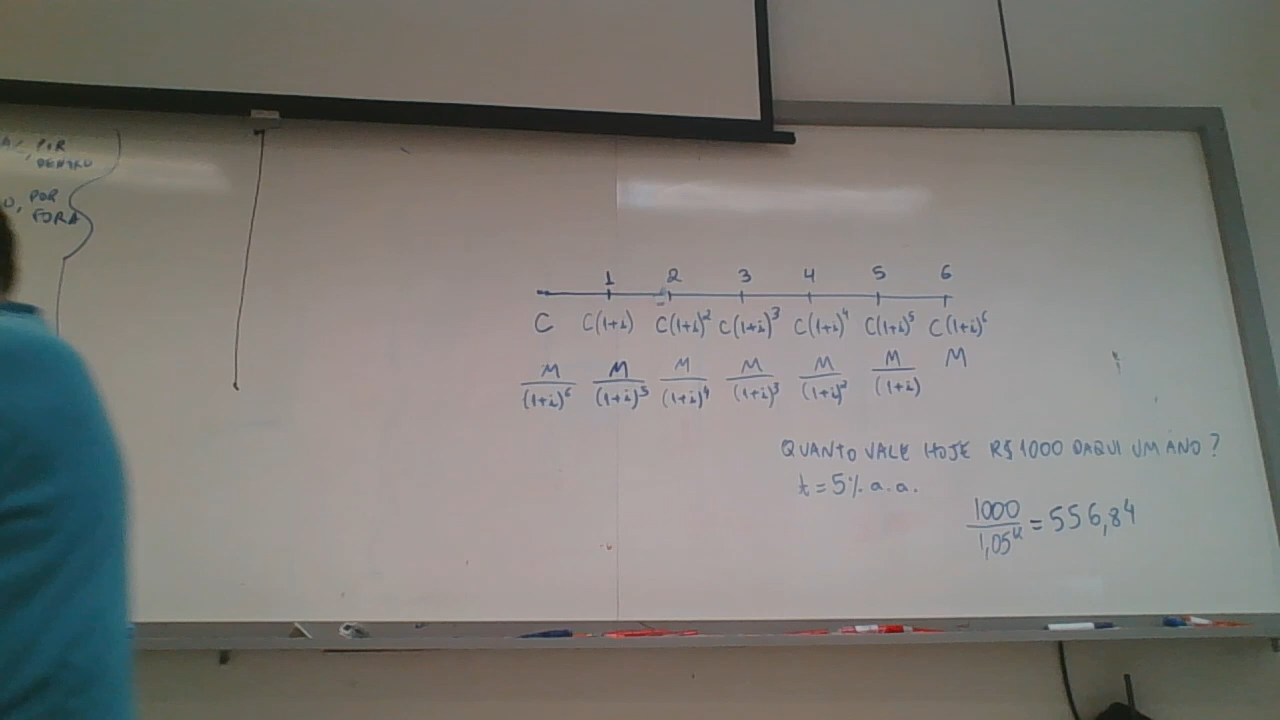 POR
DENTRO
POR
FORA
1 2 3 4 5 6
C C(1+i) C(1+i)² C(1+i)³ C(1+i)⁴ C(1+i)⁵ C(1+i)⁶
M/(1+i)⁶ M/(1+i)⁵ M/(1+i)⁴ M/(1+i)³ M/(1+i)² M/(1+i) M
QUANTO VALE HOJE R$1000 DAQUI UM ANO?
t=5% a.a.
1000/1,05¹² = 556,84